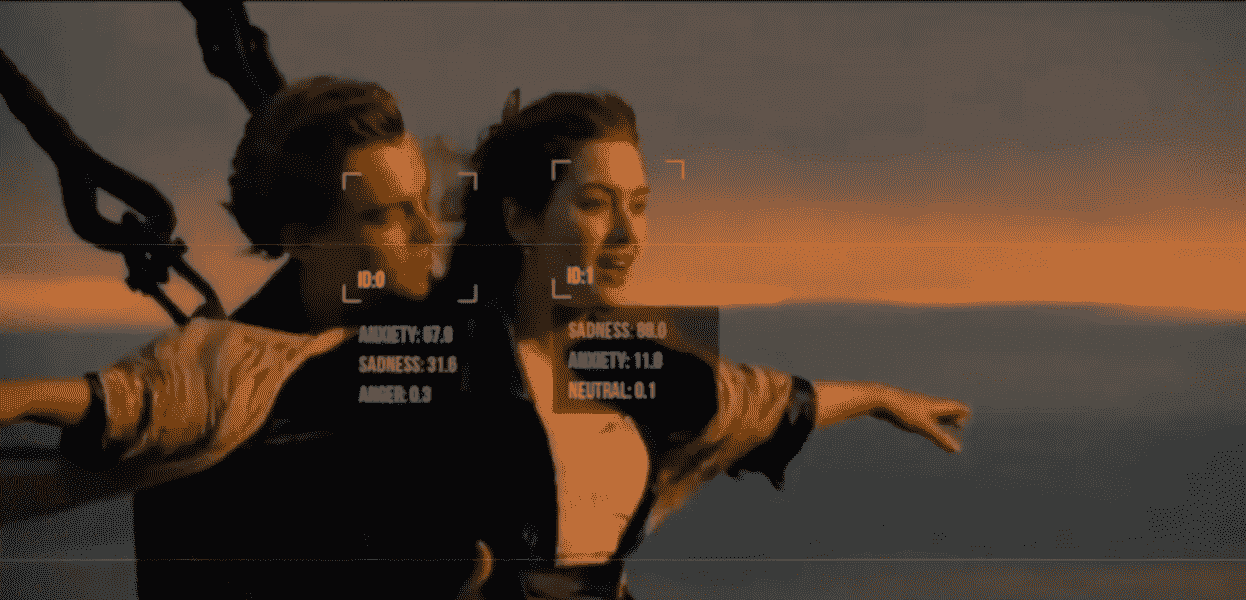 ID:0
ANXIETY: 67.9
SADNESS: 31.6
ANGER: 0.3
ID:1
SADNESS: 88.0
ANXIETY: 11.8
NEUTRAL: 0.1